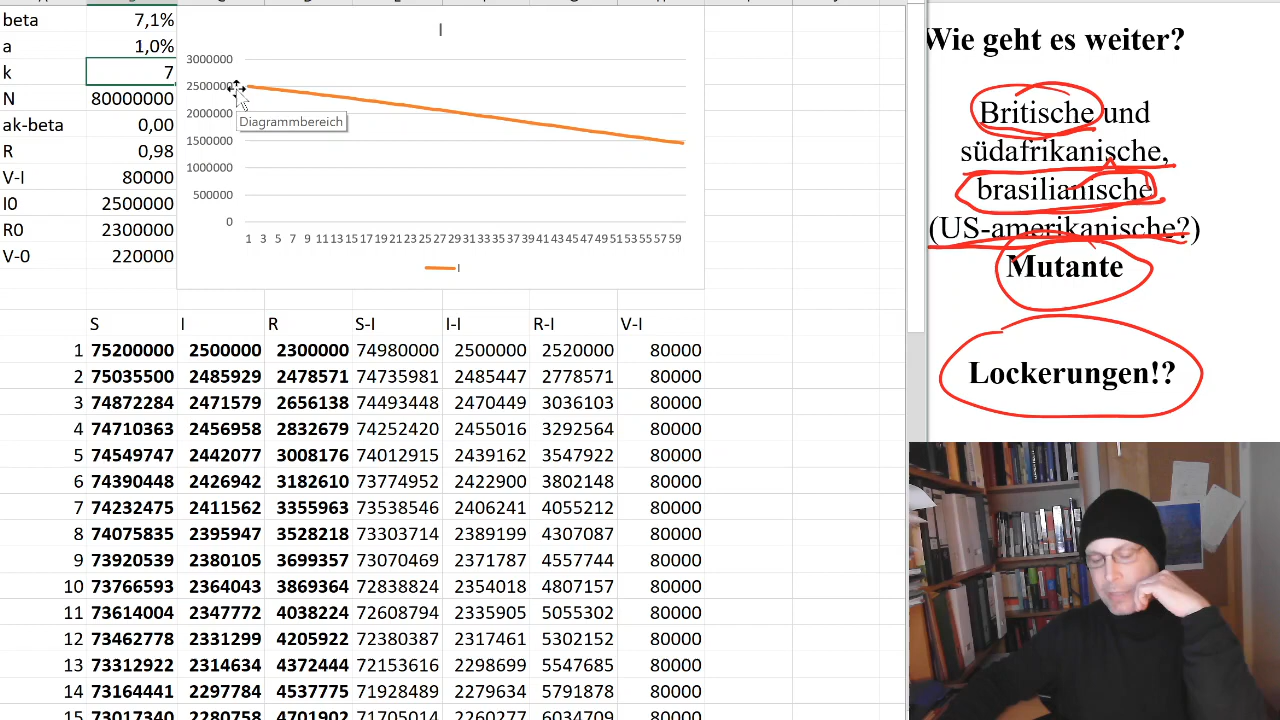 beta 7,1%
a 1,0%
k 7
N 80000000
ak-beta 0,00
R 0,98
V-I 80000
I0 2500000
R0 2300000
V-0 220000
I
3000000
2500000
2000000
1500000
1000000
500000
0
Diagrammbereich
1 3 5 7 9 11 13 15 17 19 21 23 25 27 29 31 33 35 37 39 41 43 45 47 49 51 53 55 57 59
I
S I R S-I I-I R-I V-I
1 75200000 2500000 2300000 74980000 2500000 2520000 80000
2 75035500 2485929 2478571 74735981 2485447 2778571 80000
3 74872284 2471579 2656138 74493448 2470449 3036103 80000
4 74710363 2456958 2832679 74252420 2455016 3292564 80000
5 74549747 2442077 3008176 74012915 2439162 3547922 80000
6 74390448 2426942 3182610 73774952 2422900 3802148 80000
7 74232475 2411562 3355963 73538546 2406241 4055212 80000
8 74075835 2395947 3528218 73303714 2389199 4307087 80000
9 73920539 2380105 3699357 73070469 2371787 4557744 80000
10 73766593 2364043 3869364 72838824 2354018 4807157 80000
11 73614004 2347772 4038224 72608794 2335905 5055302 80000
12 73462778 2331299 4205922 72380387 2317461 5302152 80000
13 73312922 2314634 4372444 72153616 2298699 5547685 80000
14 73164441 2297784 4537775 71928489 2279634 5791878 80000
15 73017340 2280758 4701902 71705014 2260277 6034709 80000
Wie geht es weiter?
Britische und
südafrikanische,
brasilianische
(US-amerikanische?)
Mutante
Lockerungen!?